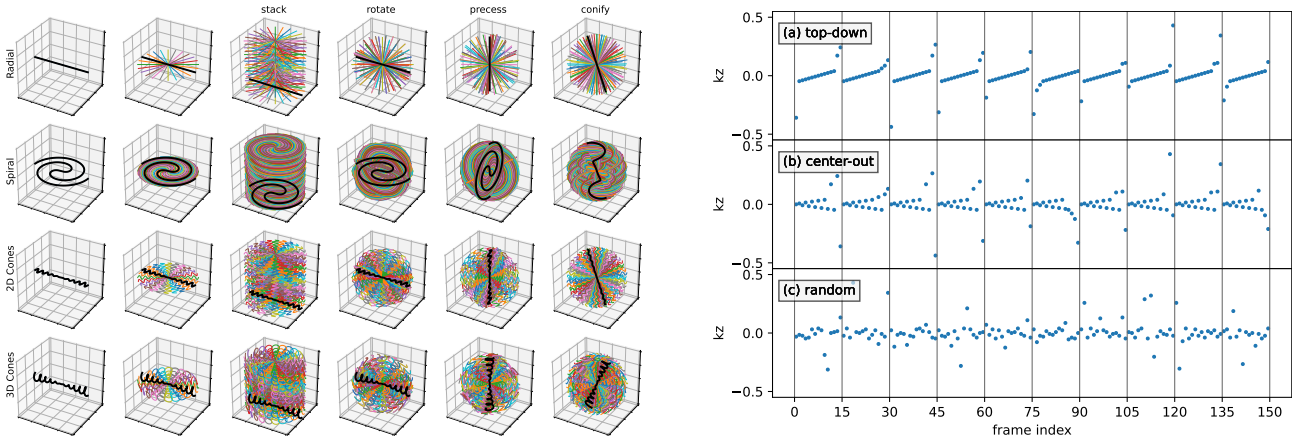 stack rotate precess conify
Radial
Spiral
2D Cones
3D Cones
0.5
(a) top-down
kz
0.0
−0.5
0.5
(b) center-out
kz
0.0
−0.5
0.5
(c) random
kz
0.0
−0.5
0 15 30 45 60 75 90 105 120 135 150
frame index